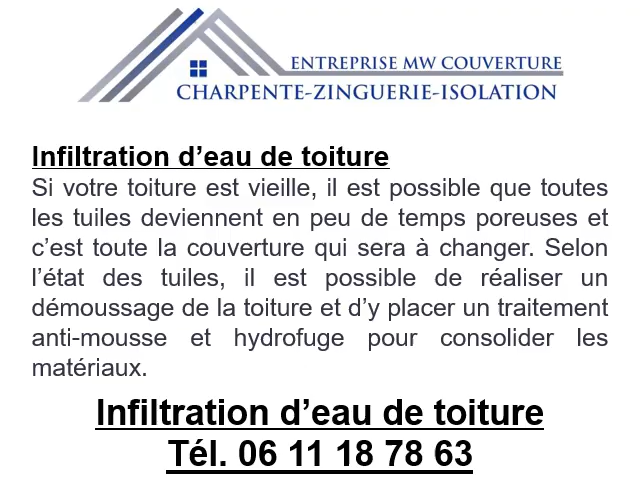 ENTREPRISE MW COUVERTURE
CHARPENTE-ZINGUERIE-ISOLATION
Infiltration d’eau de toiture
Si votre toiture est vieille, il est possible que toutes
les tuiles deviennent en peu de temps poreuses et
c’est toute la couverture qui sera à changer. Selon
l’état des tuiles, il est possible de réaliser un
démoussage de la toiture et d’y placer un traitement
anti-mousse et hydrofuge pour consolider les
matériaux.
Infiltration d’eau de toiture
Tél. 06 11 18 78 63